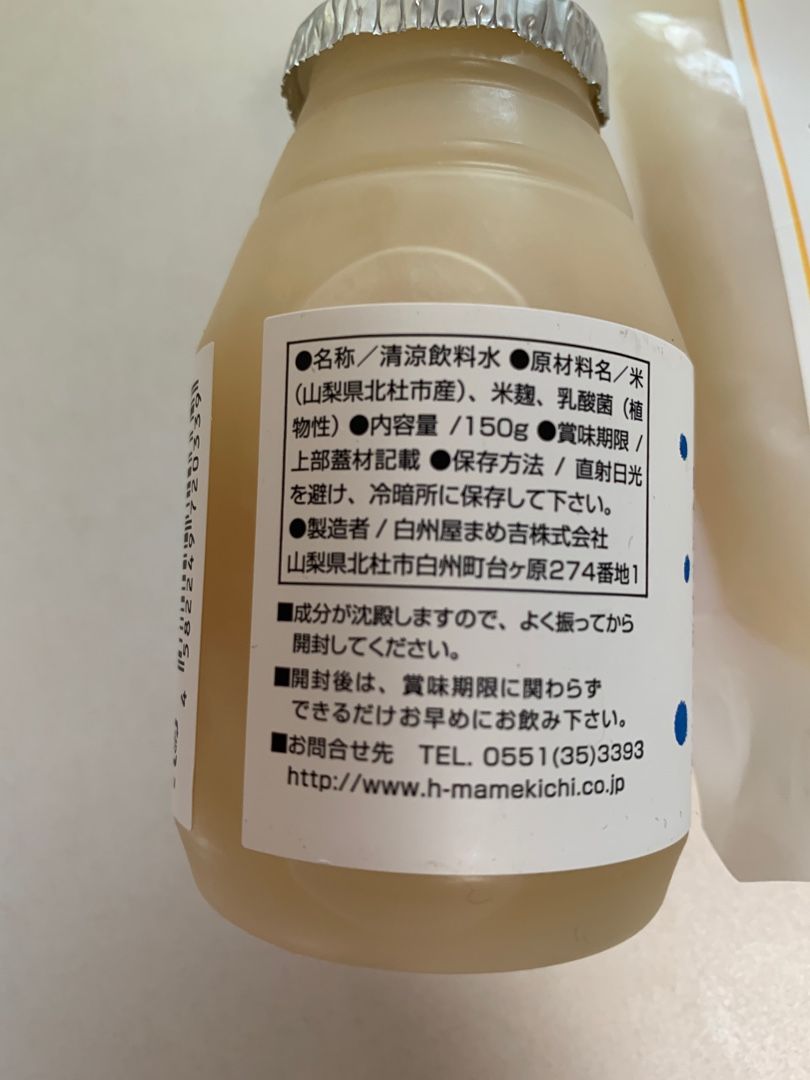 ●名称／清涼飲料水 ●原材料名／米
(山梨県北杜市産)、米麹、乳酸菌（植
物性）●内容量 /150g ●賞味期限 /
上部蓋材記載 ●保存方法 / 直射日光
を避け、冷暗所に保存して下さい。
●製造者 / 白州屋まめ吉株式会社
山梨県北杜市白州町台ヶ原274番地1
■成分が沈殿しますので、よく振ってから
開封してください。
■開封後は、賞味期限に関わらず
できるだけお早めにお飲み下さい。
■お問合せ先　TEL. 0551(35)3393
http://www.h-mamekichi.co.jp